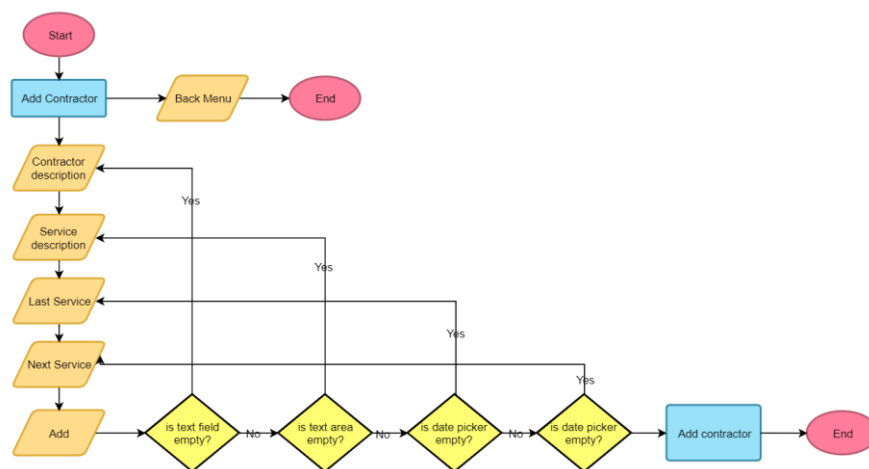 Start
Add Contractor
Back Menu
End
Contractor
description
Yes
Service
description
Yes
Last Service
Yes
Next Service
Yes
Add
is text field
empty?
No
is text area
empty?
No
is date picker
empty?
No
is date picker
empty?
Add contractor
End